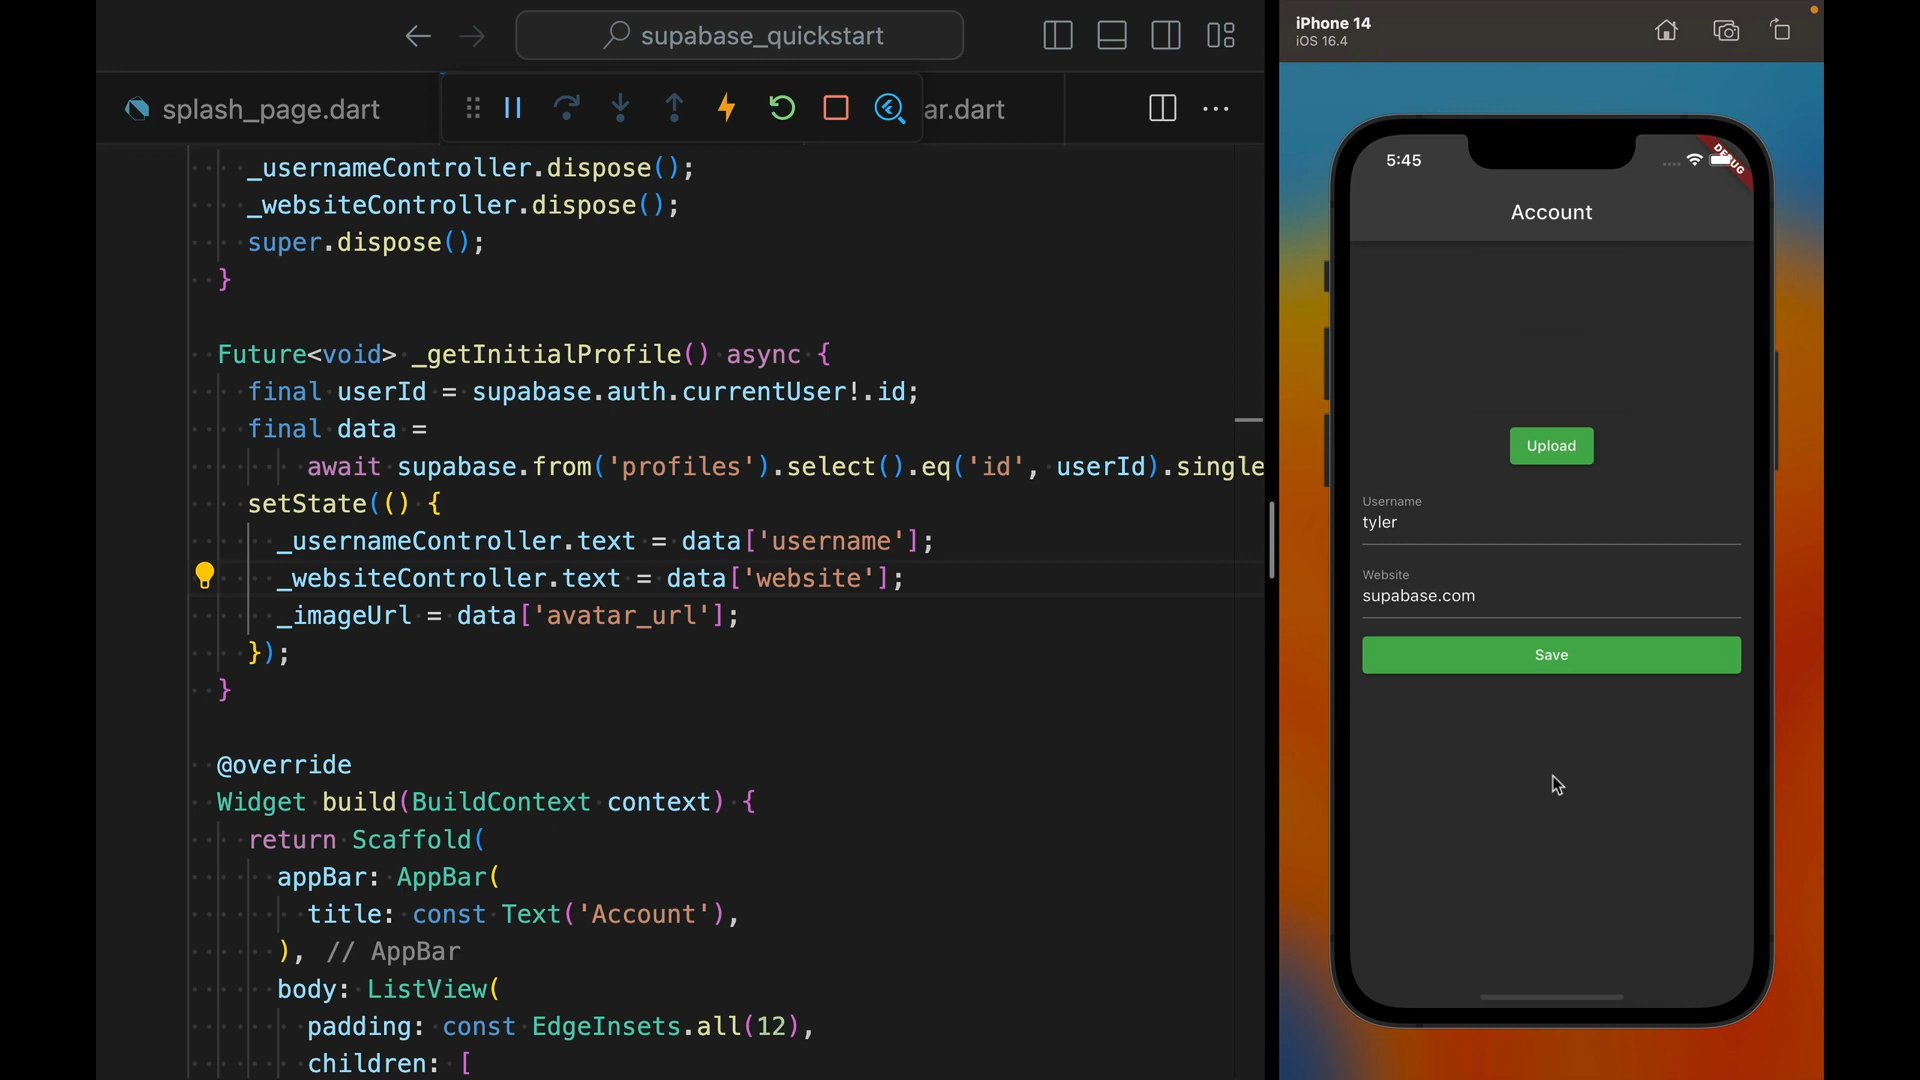 supabase_quickstart
splash_page.dart
ar.dart
_usernameController.dispose();
_websiteController.dispose();
super.dispose();
}
Future<void> _getInitialProfile() async {
final userId = supabase.auth.currentUser!.id;
final data =
await supabase.from('profiles').select().eq('id', userId).single
setState(() {
_usernameController.text = data['username'];
_websiteController.text = data['website'];
_imageUrl = data['avatar_url'];
});
}
@override
Widget build(BuildContext context) {
return Scaffold(
appBar: AppBar(
title: const Text('Account'),
), // AppBar
body: ListView(
padding: const EdgeInsets.all(12),
children: [
iPhone 14
iOS 16.4
5:45
DEBUG
Account
Upload
Username
tyler
Website
supabase.com
Save